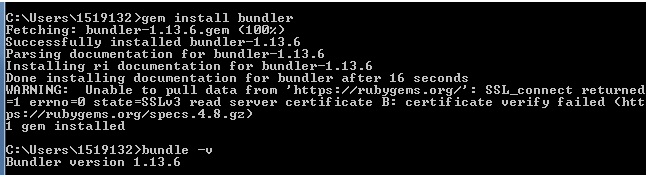 C:\Users\1519132>gem install bundler
Fetching: bundler-1.13.6.gem (100%)
Successfully installed bundler-1.13.6
Parsing documentation for bundler-1.13.6
Installing ri documentation for bundler-1.13.6
Done installing documentation for bundler after 16 seconds
WARNING:  Unable to pull data from 'https://rubygems.org/': SSL_connect returned
=1 errno=0 state=SSLv3 read server certificate B: certificate verify failed (htt
ps://rubygems.org/specs.4.8.gz)
1 gem installed
C:\Users\1519132>bundle -v
Bundler version 1.13.6